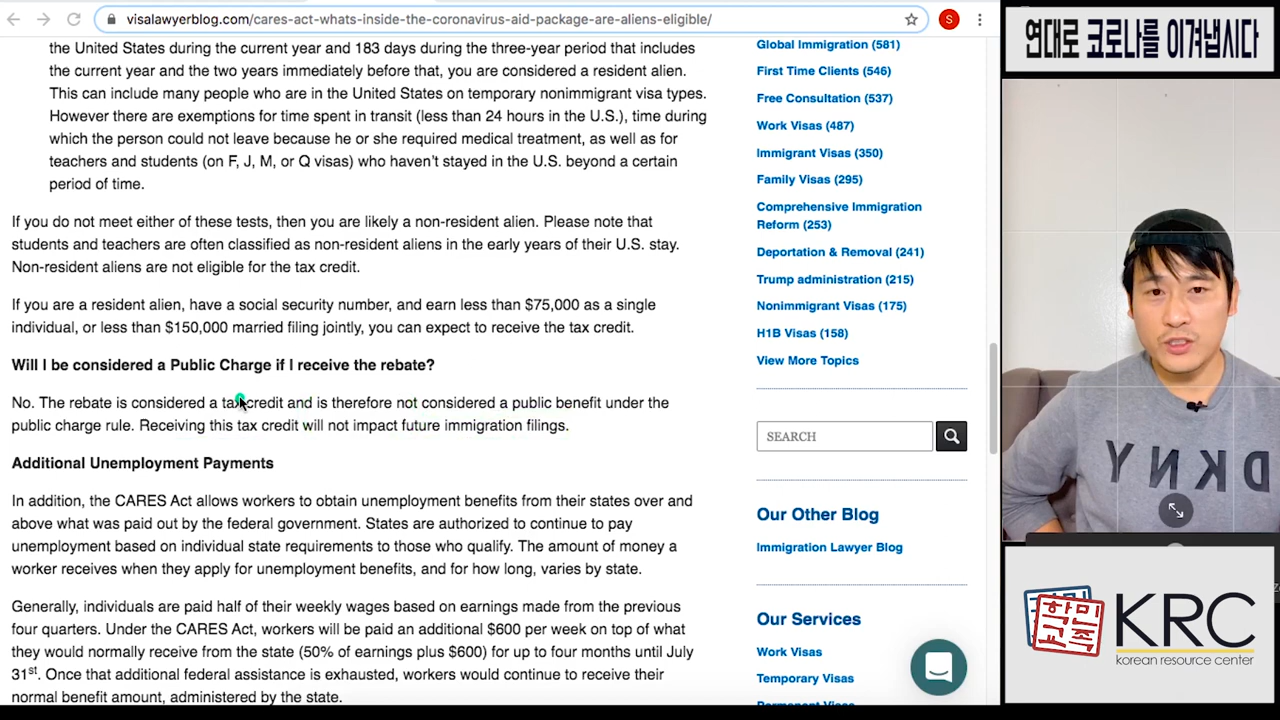 visalawyerblog.com/cares-act-whats-inside-the-coronavirus-aid-package-are-aliens-eligible/
S
the United States during the current year and 183 days during the three-year period that includes
the current year and the two years immediately before that, you are considered a resident alien.
This can include many people who are in the United States on temporary nonimmigrant visa types.
However there are exemptions for time spent in transit (less than 24 hours in the U.S.), time during
which the person could not leave because he or she required medical treatment, as well as for
teachers and students (on F, J, M, or Q visas) who haven't stayed in the U.S. beyond a certain
period of time.
If you do not meet either of these tests, then you are likely a non-resident alien. Please note that
students and teachers are often classified as non-resident aliens in the early years of their U.S. stay.
Non-resident aliens are not eligible for the tax credit.
If you are a resident alien, have a social security number, and earn less than $75,000 as a single
individual, or less than $150,000 married filing jointly, you can expect to receive the tax credit.
Will I be considered a Public Charge if I receive the rebate?
No. The rebate is considered a tax credit and is therefore not considered a public benefit under the
public charge rule. Receiving this tax credit will not impact future immigration filings.
Additional Unemployment Payments
In addition, the CARES Act allows workers to obtain unemployment benefits from their states over and
above what was paid out by the federal government. States are authorized to continue to pay
unemployment based on individual state requirements to those who qualify. The amount of money a
worker receives when they apply for unemployment benefits, and for how long, varies by state.
Generally, individuals are paid half of their weekly wages based on earnings made from the previous
four quarters. Under the CARES Act, workers will be paid an additional $600 per week on top of what
they would normally receive from the state (50% of earnings plus $600) for up to four months until July
31st. Once that additional federal assistance is exhausted, workers would continue to receive their
normal benefit amount, administered by the state.
Global Immigration (581)
First Time Clients (546)
Free Consultation (537)
Work Visas (487)
Immigrant Visas (350)
Family Visas (295)
Comprehensive Immigration
Reform (253)
Deportation & Removal (241)
Trump administration (215)
Nonimmigrant Visas (175)
H1B Visas (158)
View More Topics
SEARCH
Our Other Blog
Immigration Lawyer Blog
Our Services
Work Visas
Temporary Visas
연대로 코로나를 이겨냅시다
DKNY
KRC
korean resource center